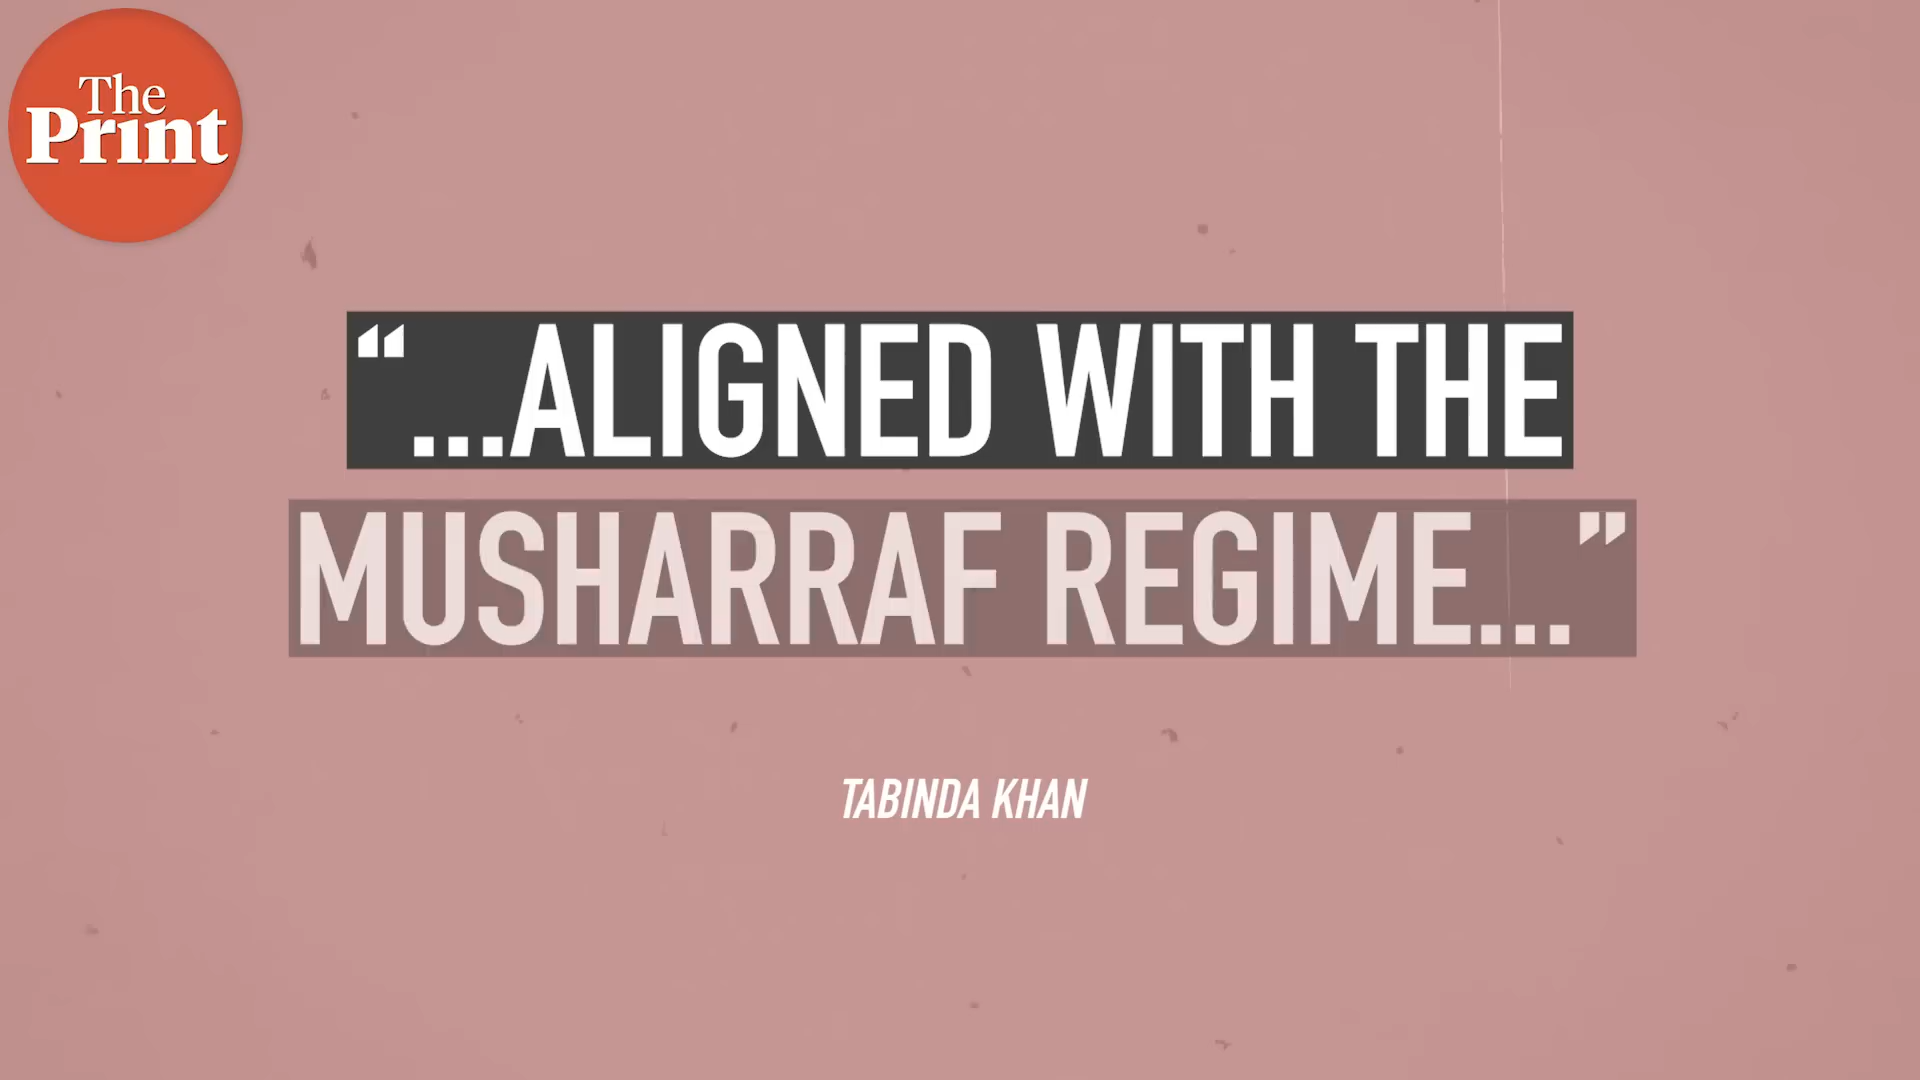 The
Print
“...ALIGNED WITH THE
MUSHARRAF REGIME...”
TABINDA KHAN